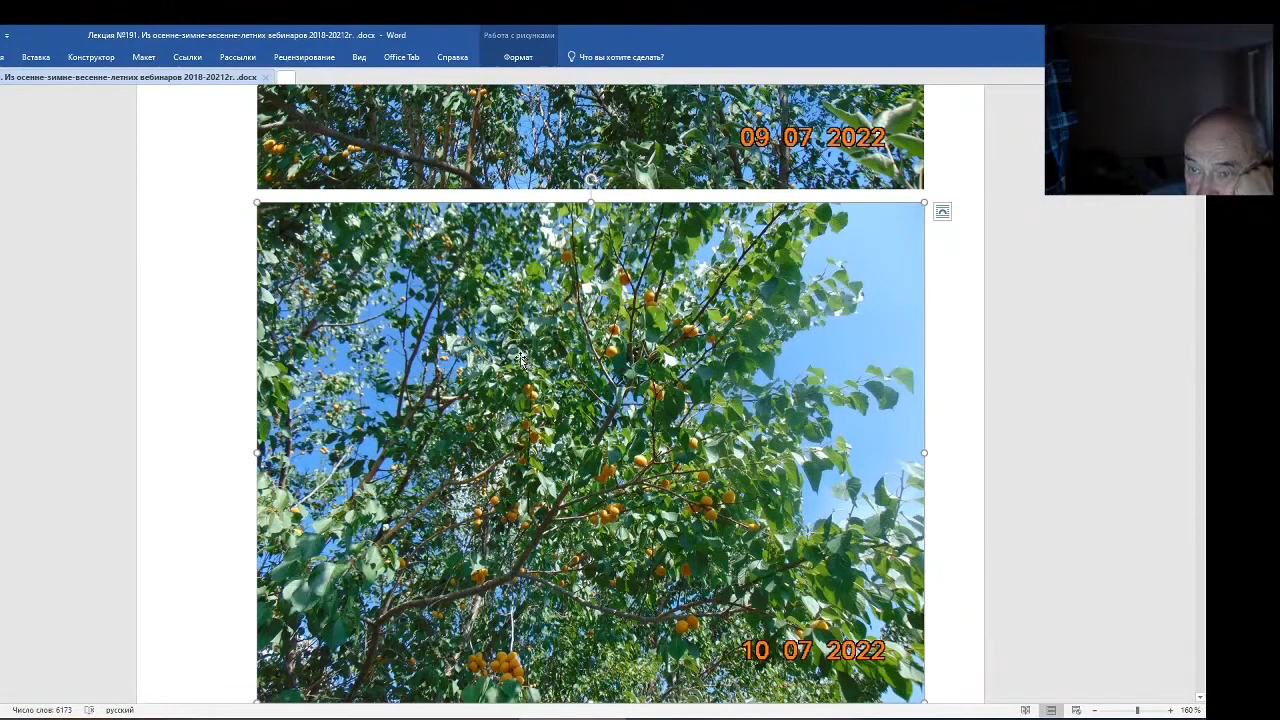 Лекция №191. Из осенне-зимне-весенне-летних вебинаров 2018-20212г. .docx - Word
Работа с рисунками
Вставка Конструктор Макет Ссылки Рассылки Рецензирование Вид Office Tab Справка Формат Что вы хотите сделать?
. Из осенне-зимне-весенне-летних вебинаров 2018-20212г. .docx
09 07 2022
10 07 2022
Число слов: 6173 русский 160 %